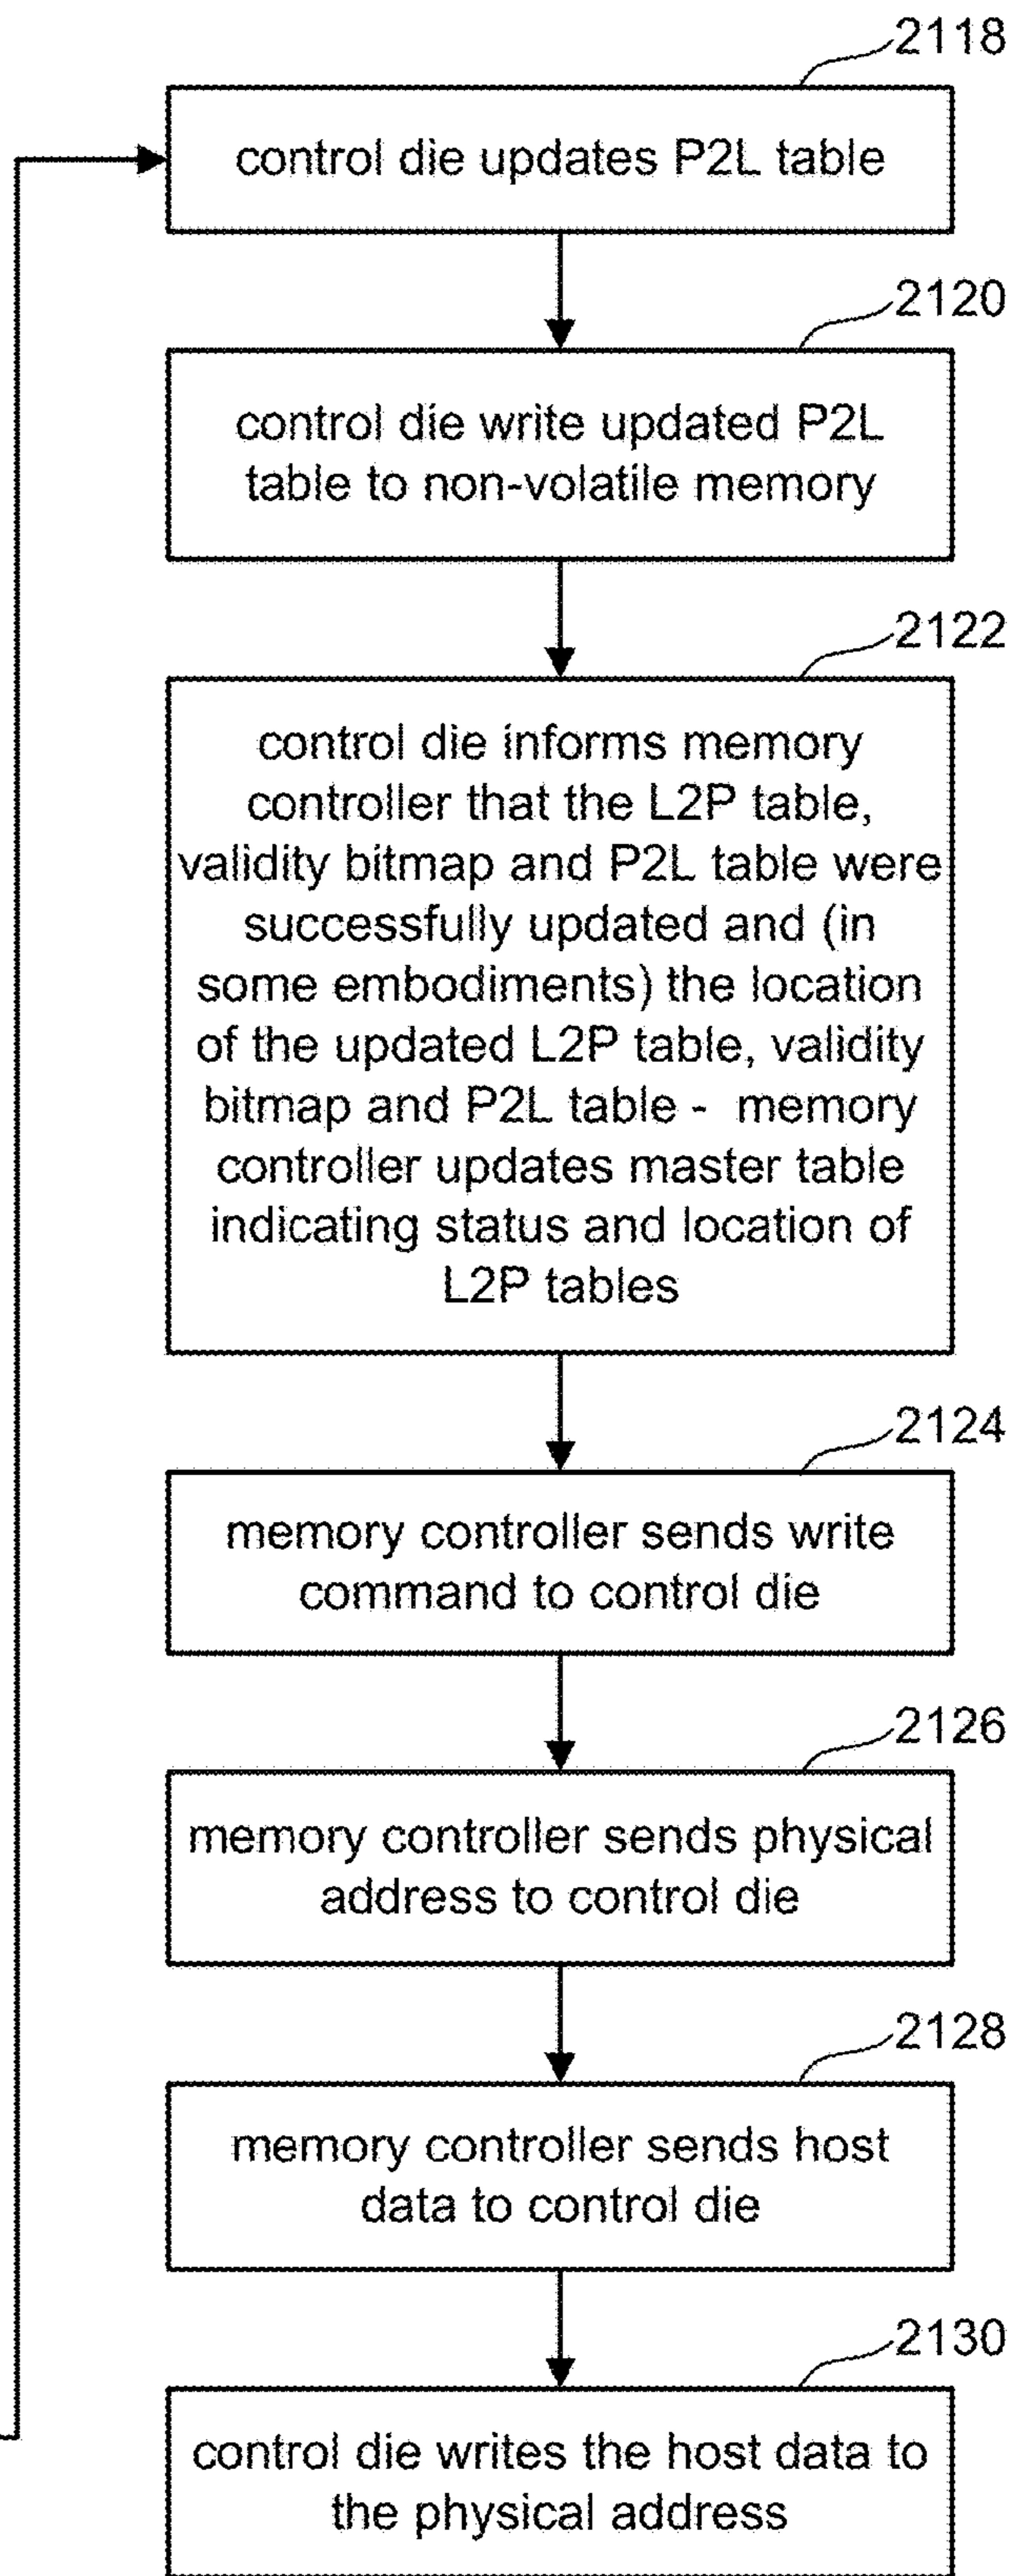 2118
control die updates P2L table
2120
control die write updated P2L
table to non-volatile memory
2122
control die informs memory
controller that the L2P table,
validity bitmap and P2L table were
successfully updated and (in
some embodiments) the location
of the updated L2P table, validity
bitmap and P2L table - memory
controller updates master table
indicating status and location of
L2P tables
2124
memory controller sends write
command to control die
2126
memory controller sends physical
address to control die
2128
memory controller sends host
data to control die
2130
control die writes the host data to
the physical address